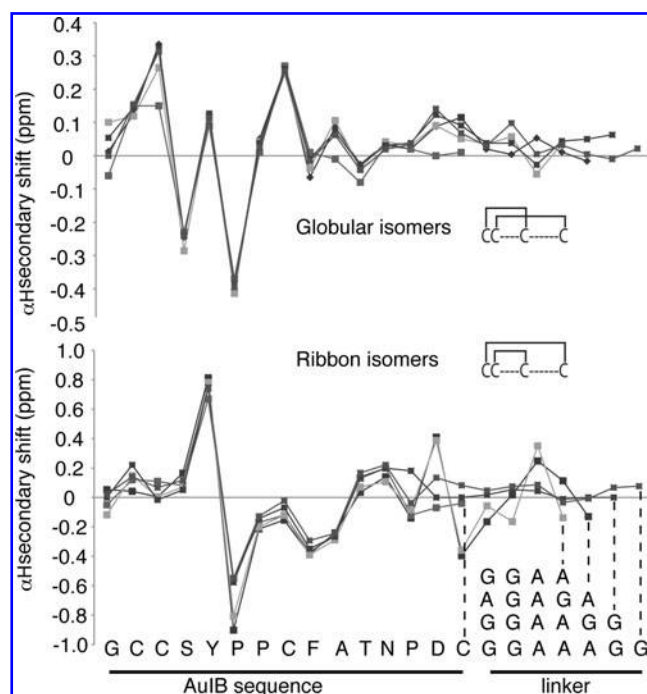 0.4
0.3
0.2
0.1
0
-0.1
-0.2
-0.3
-0.4
-0.5
αHsecondary shift (ppm)
Globular isomers
CC----C-----C
Ribbon isomers
CC----C-----C
1.0
0.8
0.6
0.4
0.2
0
-0.2
-0.4
-0.6
-0.8
-1.0
αHsecondary shift (ppm)
G G A A
A G A G A
G G A A G G
G C C S Y P P C F A T N P D C G G A A A G G
AuIB sequence
linker